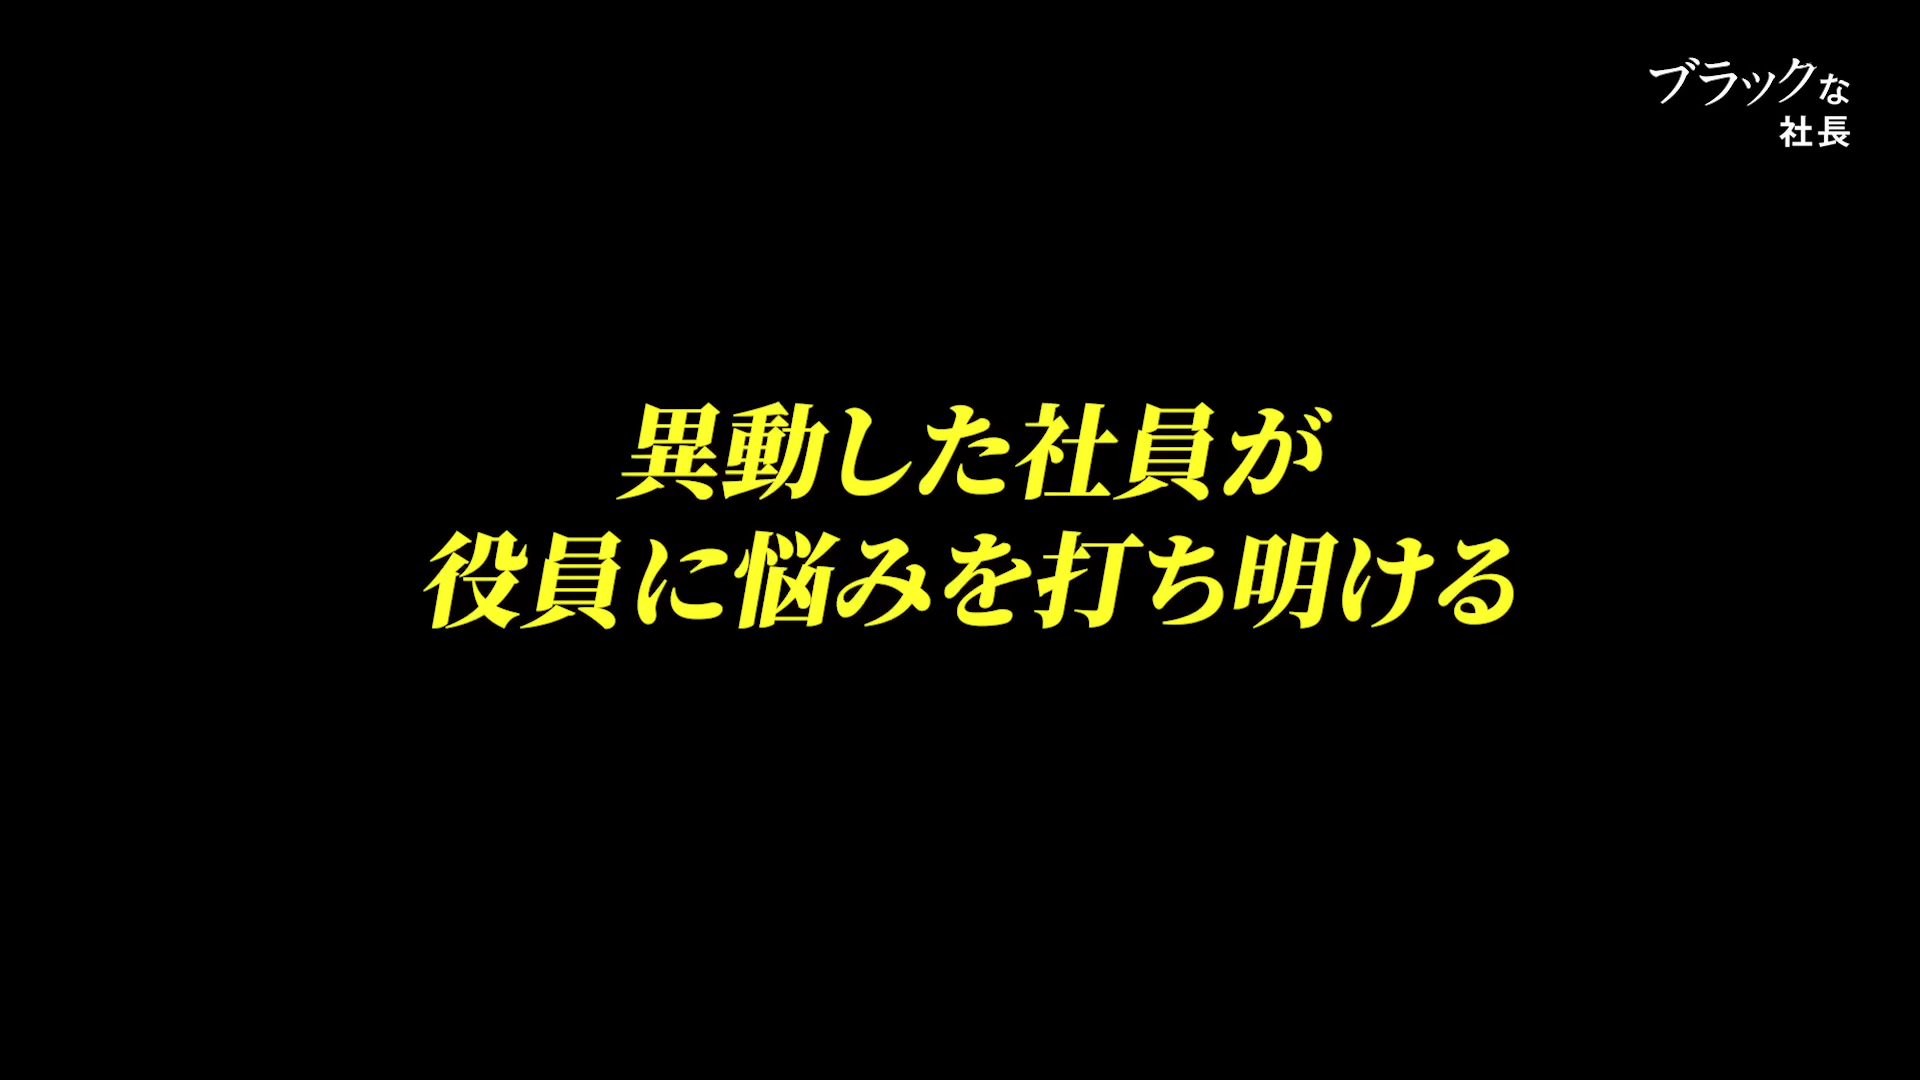 ブラックな
社長
異動した社員が
役員に悩みを打ち明ける